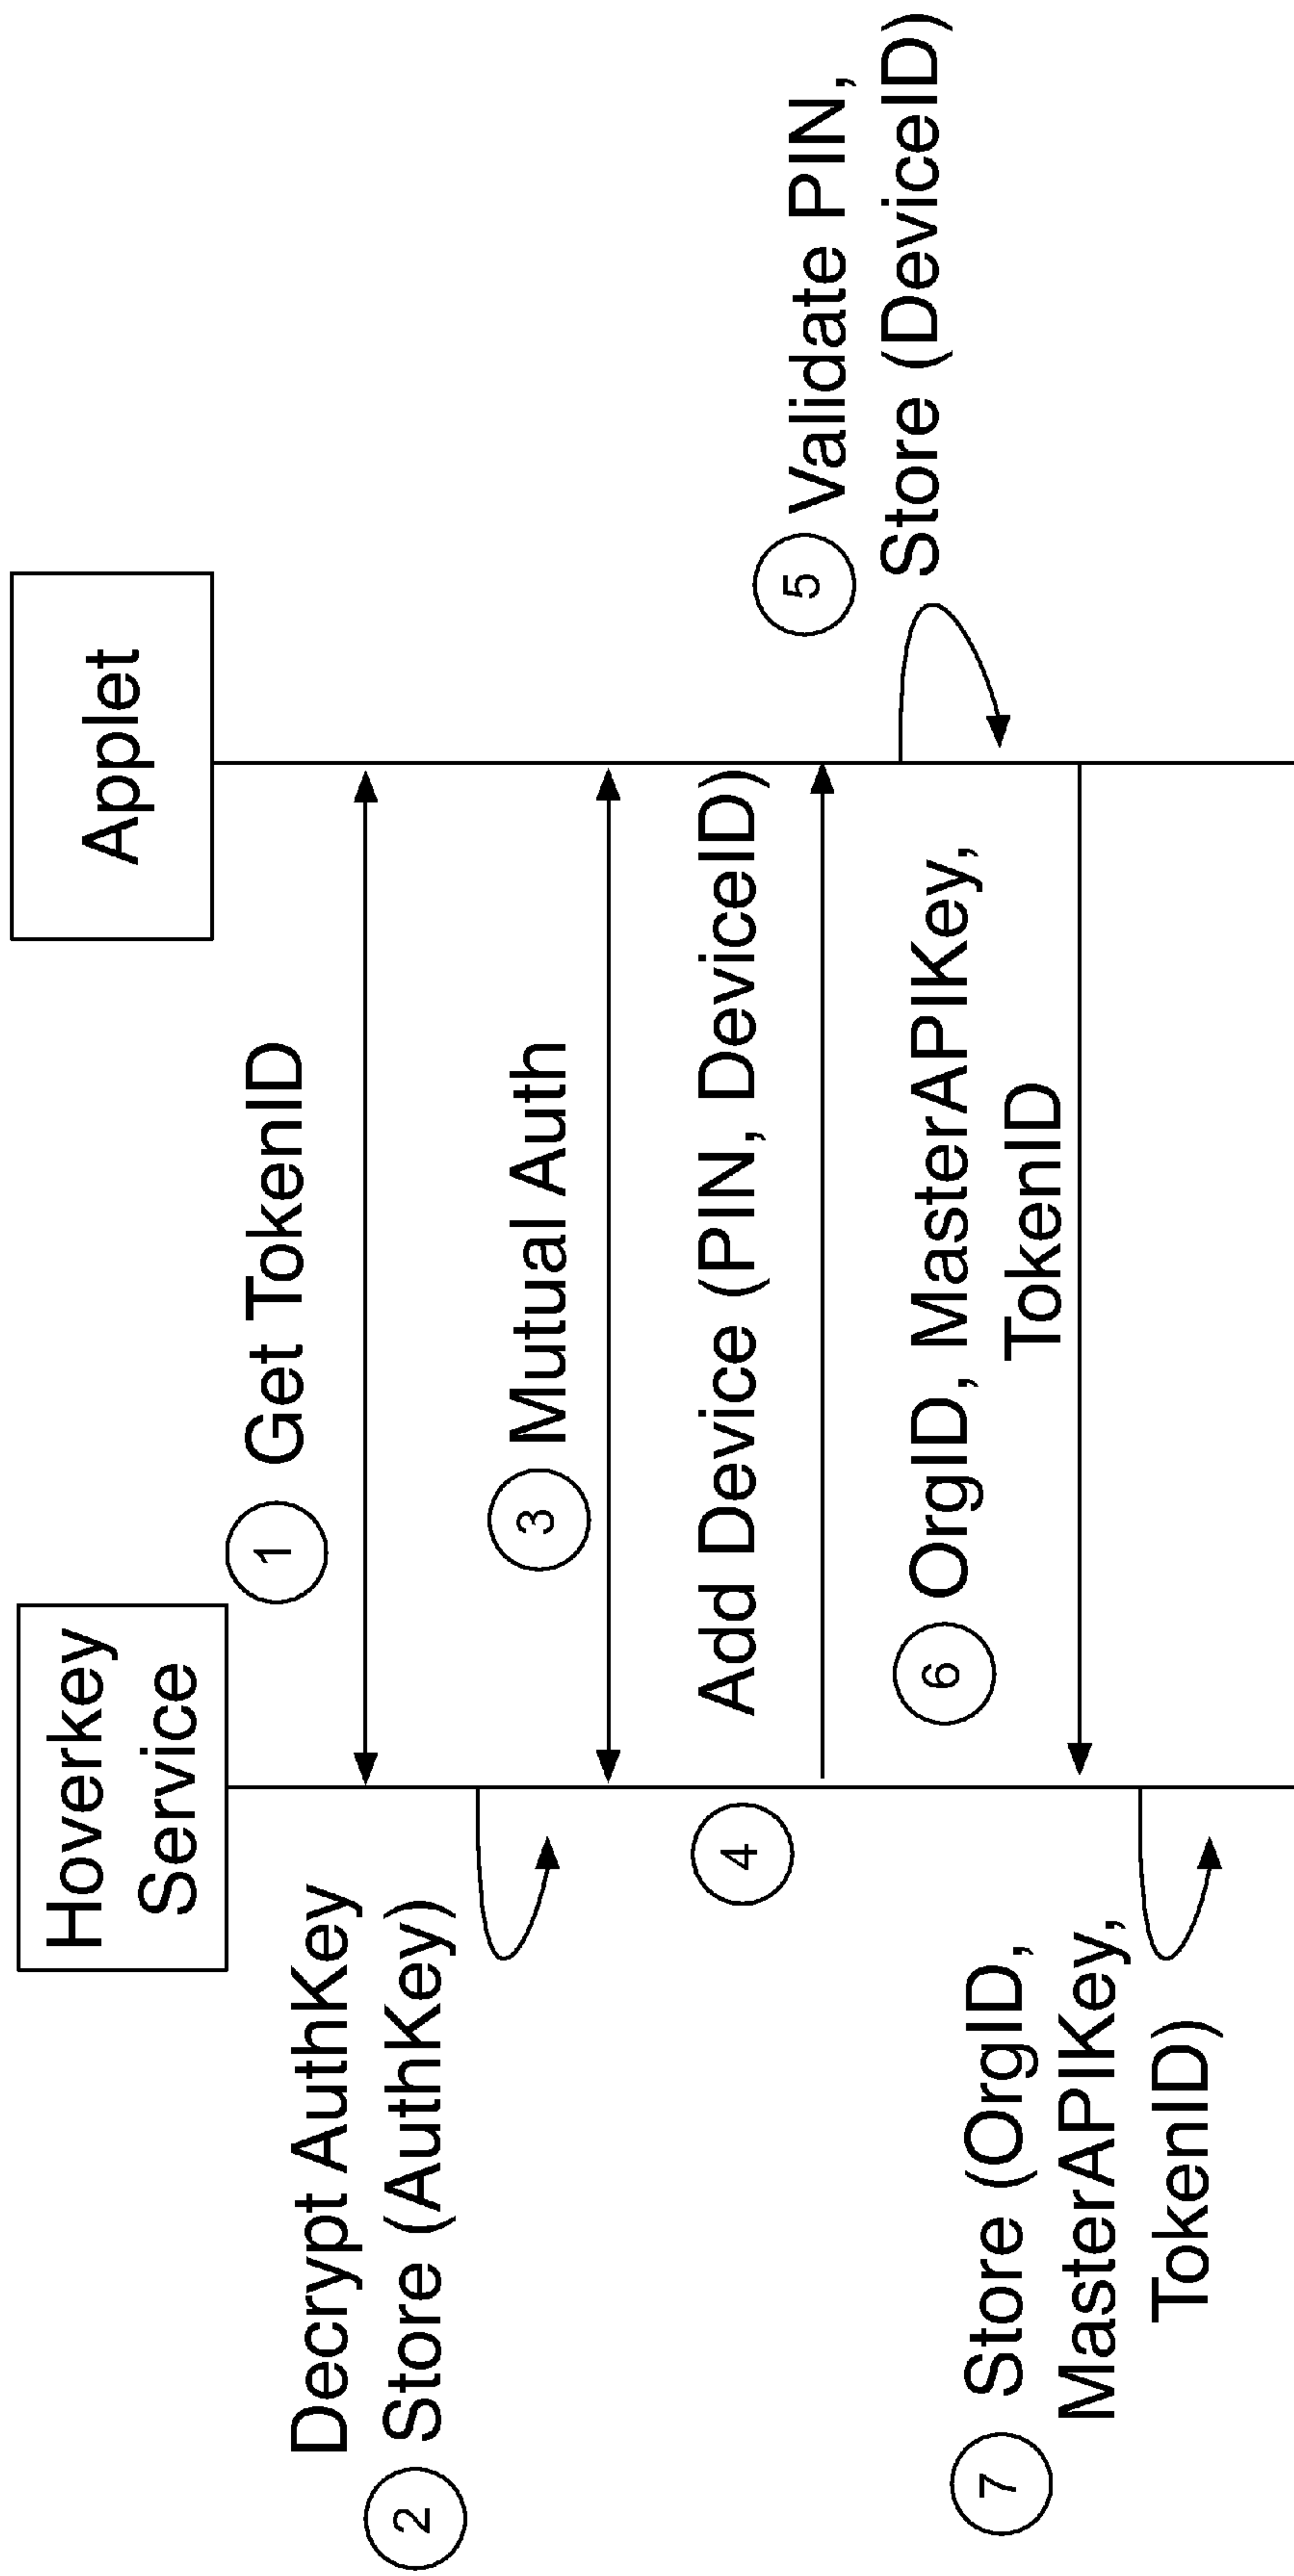 Hoverkey
Service
Applet
1 Get TokenID
Decrypt AuthKey
2 Store (AuthKey)
3 Mutual Auth
4 Add Device (PIN, DeviceID)
5 Validate PIN,
Store (DeviceID)
6 OrgID, MasterAPIKey,
TokenID
7 Store (OrgID,
MasterAPIKey,
TokenID)